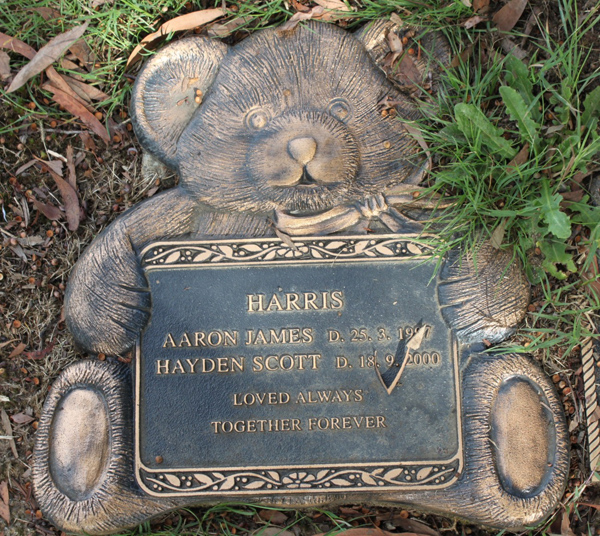 HARRIS
AARON JAMES D. 25. 3.
HAYDEN SCOTT D. 18. 9. 2000
LOVED ALWAYS
TOGETHER FOREVER